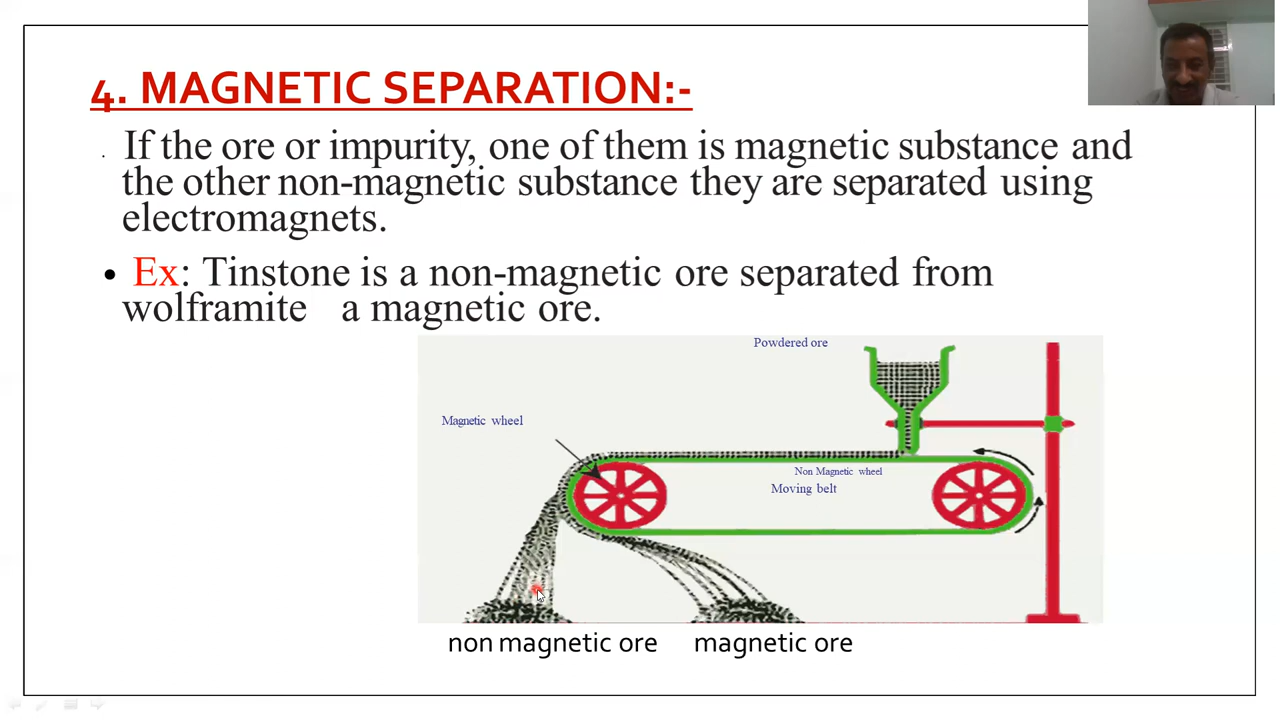 4. MAGNETIC SEPARATION:-
If the ore or impurity, one of them is magnetic substance and
the other non-magnetic substance they are separated using
electromagnets.
• Ex: Tinstone is a non-magnetic ore separated from
wolframite a magnetic ore.
Powdered ore
Magnetic wheel
Non Magnetic wheel
Moving belt
non magnetic ore
magnetic ore